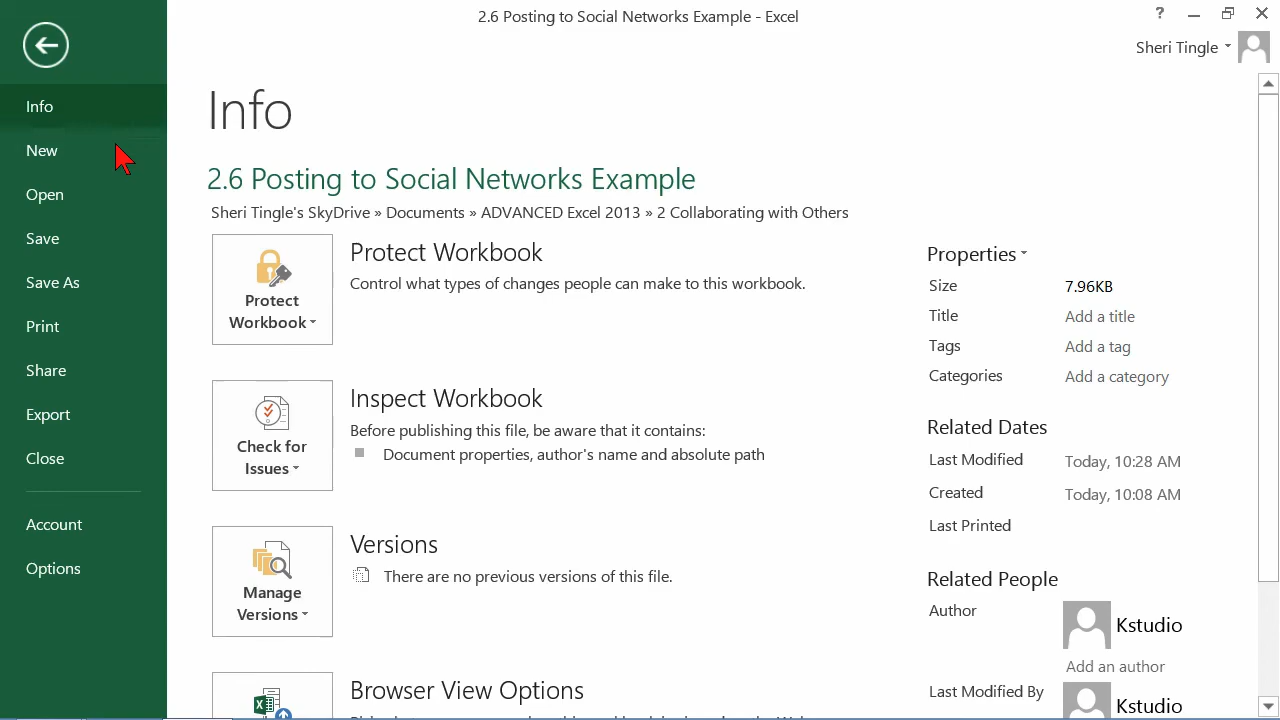 2.6 Posting to Social Networks Example - Excel
?
Sheri Tingle
Info
New
Open
Save
Save As
Print
Share
Export
Close
Account
Options
Info
2.6 Posting to Social Networks Example
Sheri Tingle's SkyDrive » Documents » ADVANCED Excel 2013 » 2 Collaborating with Others
Protect
Workbook
Protect Workbook
Control what types of changes people can make to this workbook.
Check for
Issues
Inspect Workbook
Before publishing this file, be aware that it contains:
Document properties, author's name and absolute path
Manage
Versions
Versions
There are no previous versions of this file.
Browser View Options
Properties
Size 7.96KB
Title Add a title
Tags Add a tag
Categories Add a category
Related Dates
Last Modified Today, 10:28 AM
Created Today, 10:08 AM
Last Printed
Related People
Author Kstudio
Add an author
Last Modified By Kstudio